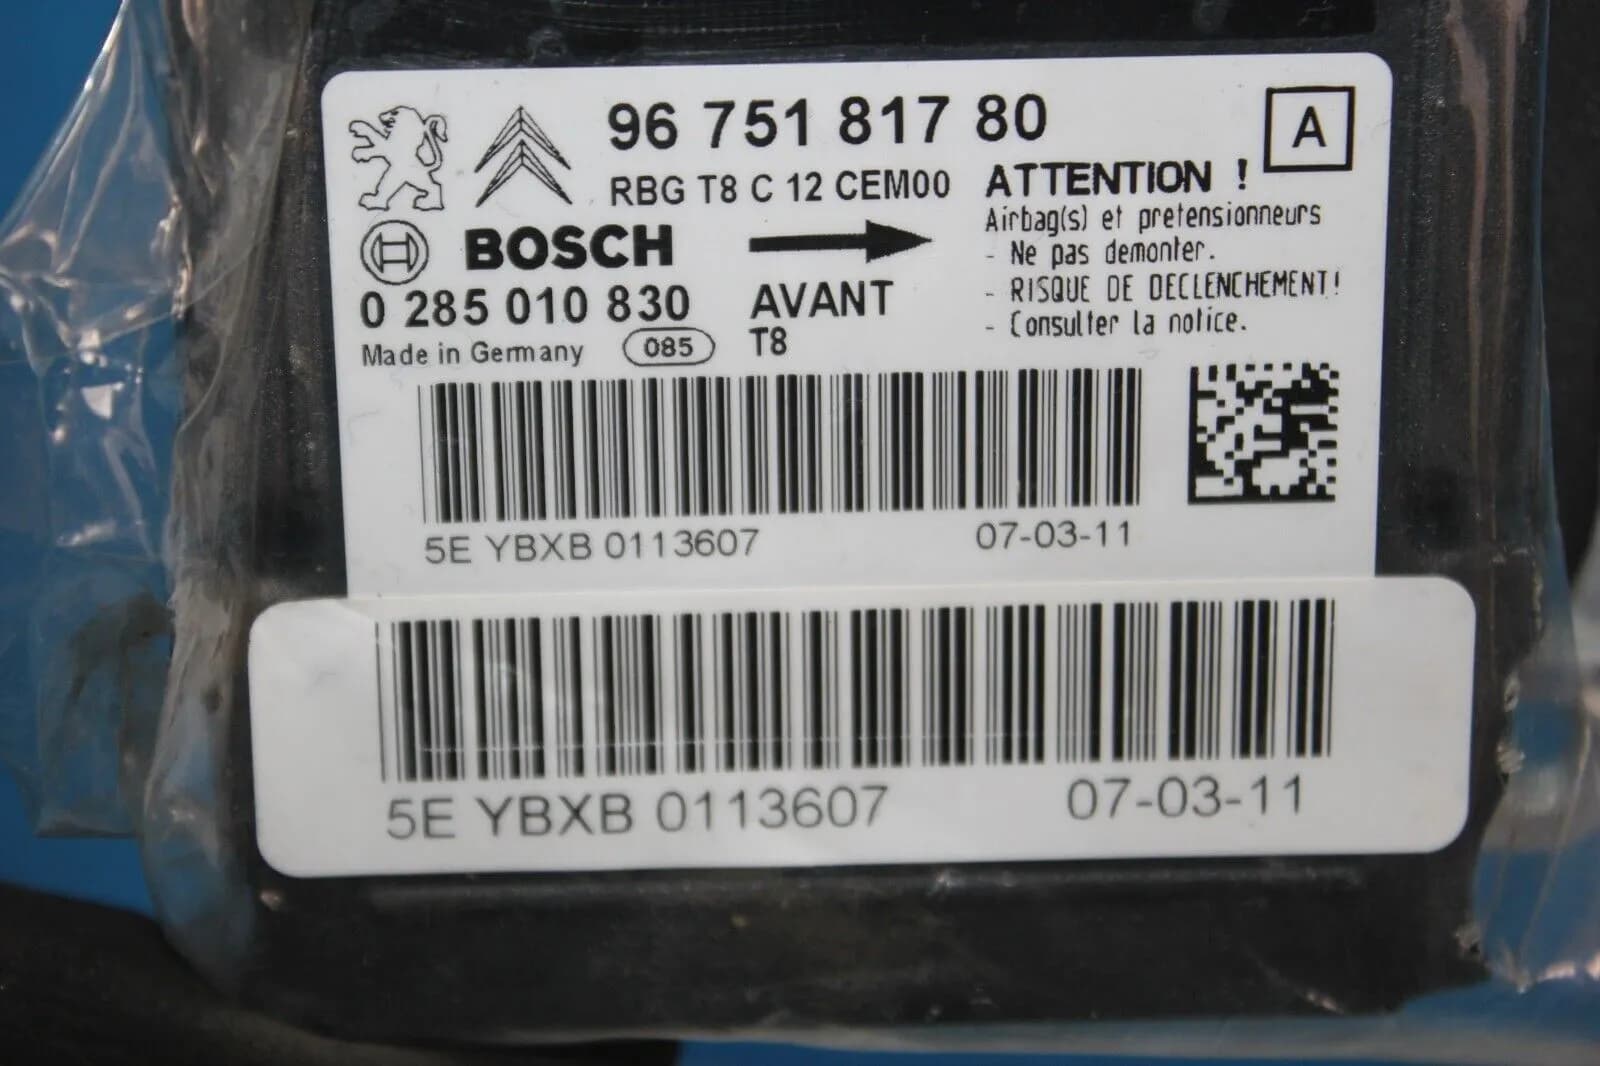 96 751 817 80
A
RBG T8 C 12 CEM00
ATTENTION !
Airbag(s) et pretensionneurs
- Ne pas demonter.
- RISQUE DE DECLENCHEMENT!
- Consulter la notice.
BOSCH
0 285 010 830
AVANT
Made in Germany
085
T8
5E YBXB 0113607
07-03-11
5E YBXB 0113607
07-03-11